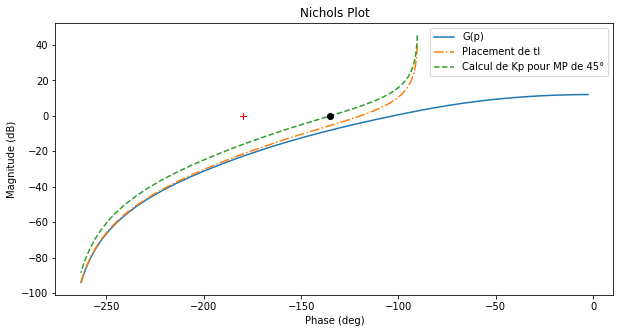 Nichols Plot
G(p)
Placement de tI
Calcul de Kp pour MP de 45°
Magnitude (dB)
40
20
0
−20
−40
−60
−80
−100
−250
−200
−150
−100
−50
0
Phase (deg)